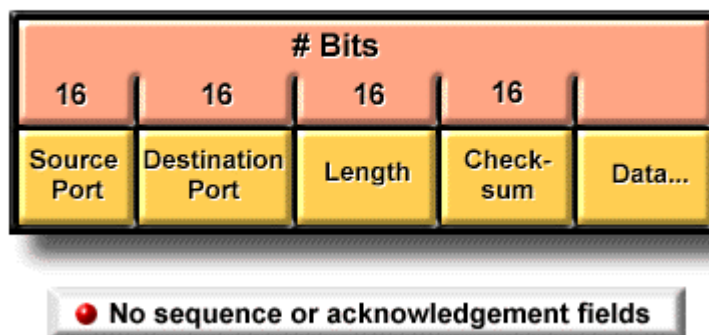 # Bits
16 16 16 16
Source Port Destination Port Length Check-sum Data...
No sequence or acknowledgement fields